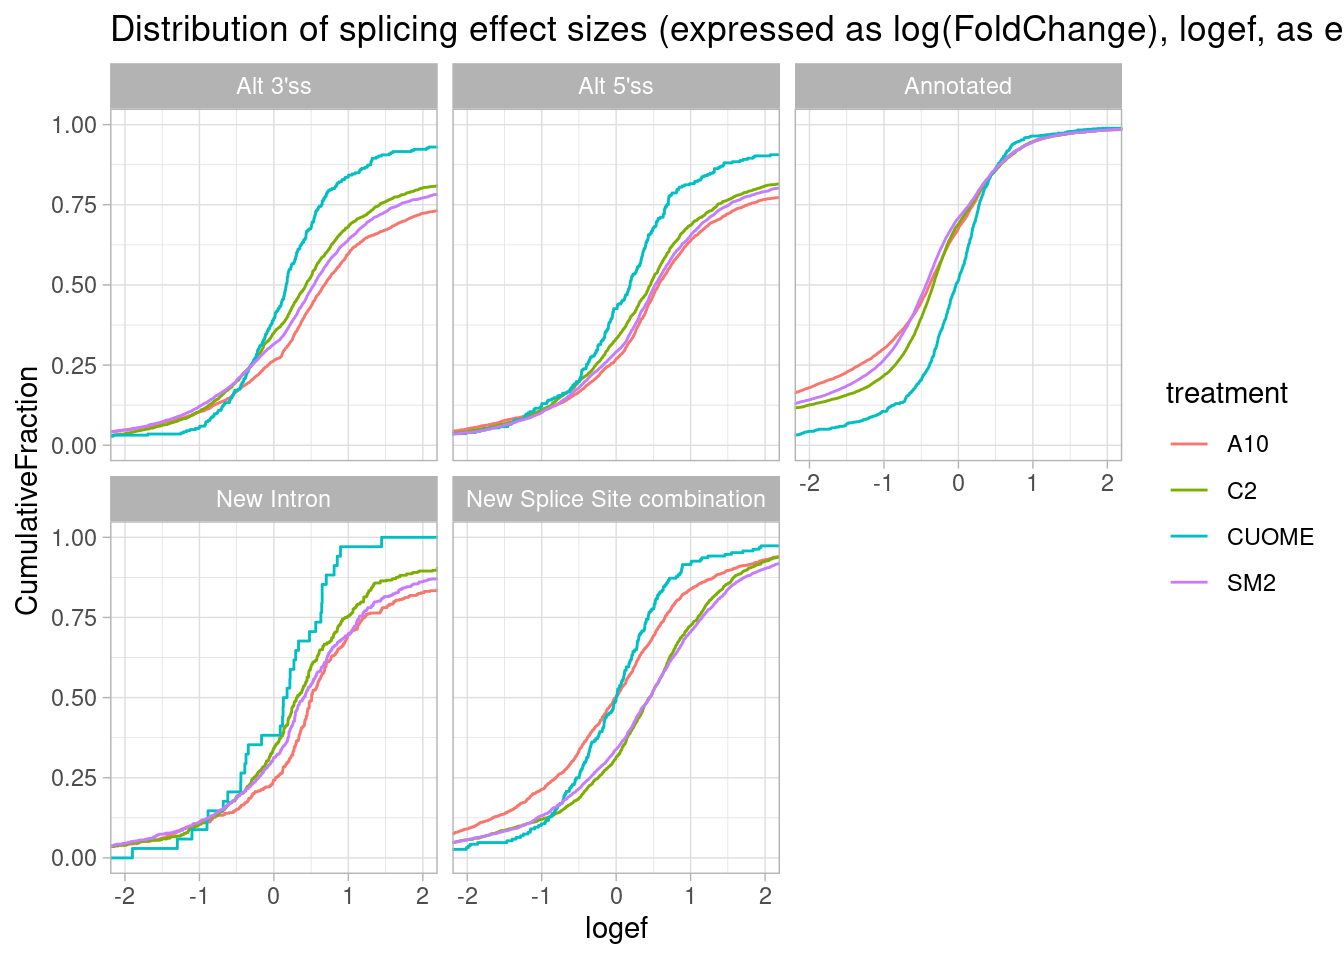 Distribution of splicing effect sizes (expressed as log(FoldChange), logef, as e
Alt 3'ss
Alt 5'ss
Annotated
1.00
0.75
0.50
0.25
0.00
-2 -1 0 1 2
New Intron
New Splice Site combination
1.00
0.75
0.50
0.25
0.00
-2 -1 0 1 2
-2 -1 0 1 2
CumulativeFraction
logef
treatment
A10
C2
CUOME
SM2